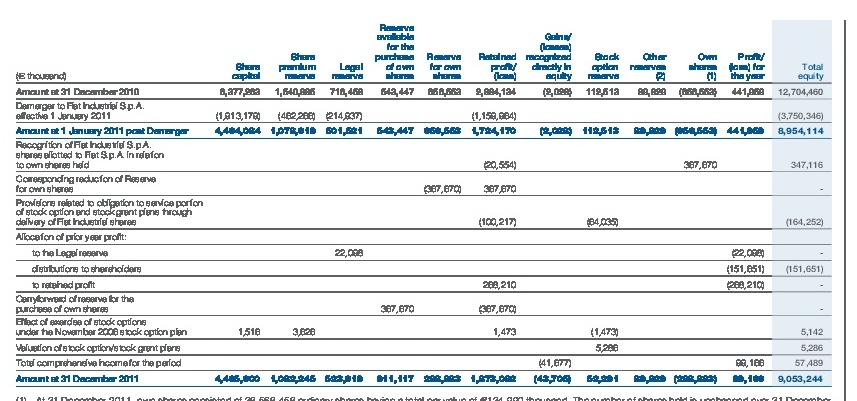 Reserve
available Gains/
for the (losses)
Share Share premium Legal purchase of own Reserve for own Retained profit/ recognized directly in Stock option Other reserves Own shares Profit/ (loss) for Total
(€ thousand) capital reserve reserve shares shares (loss) equity reserve (2) (1) the year equity
Amount at 31 December 2010 6,377,263 1,540,885 716,458 543,447 656,553 2,884,134 (2,028) 112,513 89,829 (656,553) 441,959 12,704,460
Demerger to Fiat Industrial S.p.A.
effective 1 January 2011 (1,913,179) (462,266) (214,937) (1,159,964) (3,750,346)
Amount at 1 January 2011 post Demerger 4,464,084 1,078,619 501,521 543,447 656,553 1,724,170 (2,028) 112,513 89,829 (656,553) 441,959 8,954,114
Recognition of Fiat Industrial S.p.A.
shares allotted to Fiat S.p.A. in relation
to own shares held (20,554) 367,670 347,116
Corresponding reduction of Reserve
for own shares (367,670) 367,670 -
Provisions related to obligation to service portion
of stock option and stock grant plans through
delivery of Fiat Industrial shares (100,217) (64,035) (164,252)
Allocation of prior year profit:
to the Legal reserve 22,098 (22,098) -
distributions to shareholders (151,651) (151,651)
to retained profit 268,210 (268,210) -
Carryforward of reserve for the
purchase of own shares 367,670 (367,670) -
Effect of exercise of stock options
under the November 2006 stock option plan 1,516 3,626 1,473 (1,473) 5,142
Valuation of stock option/stock grant plans 5,286 5,286
Total comprehensive income for the period (41,677) 99,166 57,489
Amount at 31 December 2011 4,465,600 1,082,245 523,619 911,117 288,883 1,873,082 (43,705) 52,291 89,829 (288,883) 99,166 9,053,244
(1) At 31 December 2011, own shares consisted of 38,568,458 ordinary shares having a total par value of €134,990 thousand. The number of shares held is unchanged over 31 December